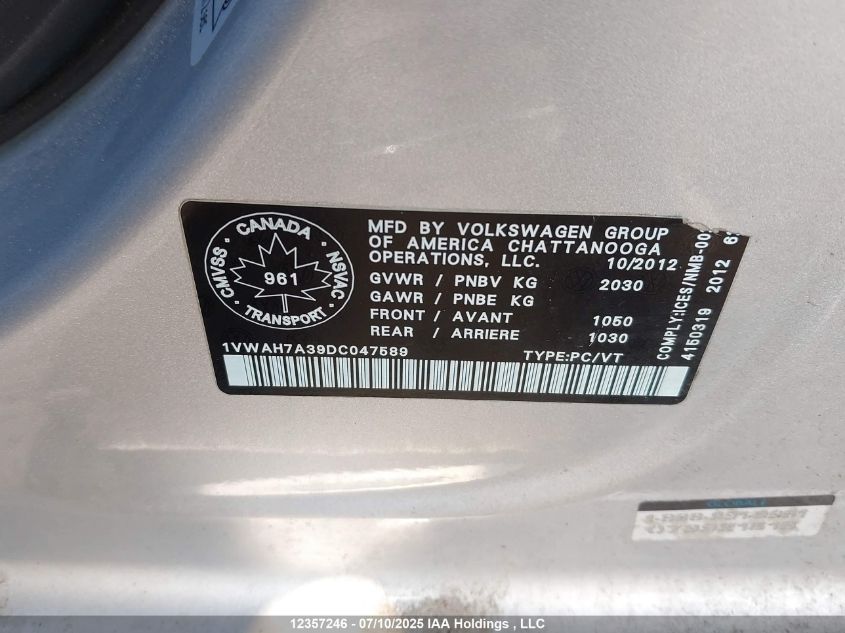 CANADA
CMVSS NSVAC
961
TRANSPORT
MFD BY VOLKSWAGEN GROUP
OF AMERICA CHATTANOOGA
OPERATIONS, LLC. 10/2012
GVWR / PNBV KG 2030
GAWR / PNBE KG
FRONT / AVANT 1050
REAR / ARRIERE 1030
1VWAH7A39DC047589 TYPE:PC/VT
COMPLY:ICES/NMB-00
4150319 2012
12357246 - 07/10/2025 IAA Holdings , LLC